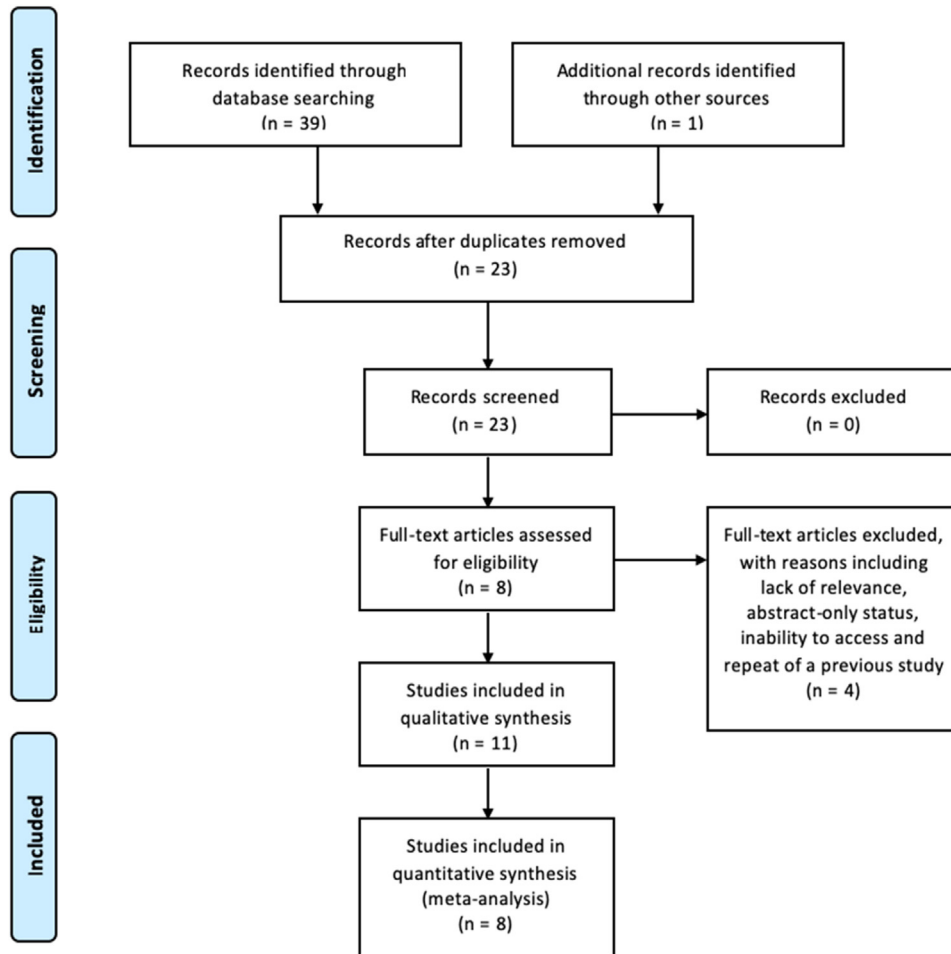 Identification
Records identified through
database searching
(n = 39)
Additional records identified
through other sources
(n = 1)
Records after duplicates removed
(n = 23)
Screening
Records screened
(n = 23)
Records excluded
(n = 0)
Eligibility
Full-text articles assessed
for eligibility
(n = 8)
Full-text articles excluded,
with reasons including
lack of relevance,
abstract-only status,
inability to access and
repeat of a previous study
(n = 4)
Studies included in
qualitative synthesis
(n = 11)
Included
Studies included in
quantitative synthesis
(meta-analysis)
(n = 8)